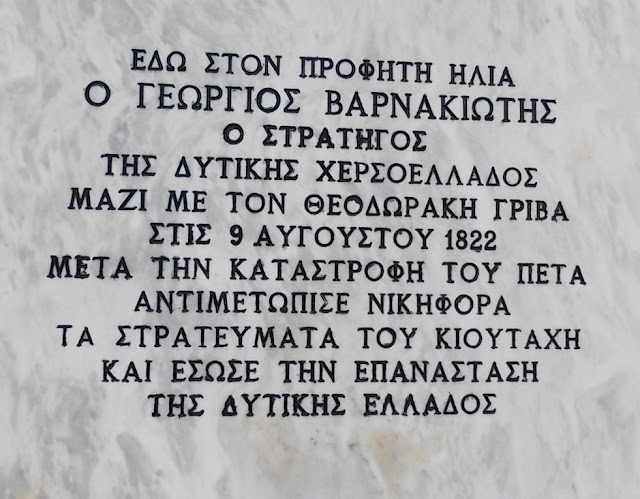 ΕΔΩ ΣΤΟΝ ΠΡΟΦΗΤΗ ΗΛΙΑ
Ο ΓΕΩΡΓΙΟΣ ΒΑΡΝΑΚΙΩΤΗΣ
Ο ΣΤΡΑΤΗΓΟΣ
ΤΗΣ ΔΥΤΙΚΗΣ ΧΕΡΣΟΕΛΛΑΔΟΣ
ΜΑΖΙ ΜΕ ΤΟΝ ΘΕΟΔΩΡΑΚΗ ΓΡΙΒΑ
ΣΤΙΣ 9 ΑΥΓΟΥΣΤΟΥ 1822
ΜΕΤΑ ΤΗΝ ΚΑΤΑΣΤΡΟΦΗ ΤΟΥ ΠΕΤΑ
ΑΝΤΙΜΕΤΩΠΙΣΕ ΝΙΚΗΦΟΡΑ
ΤΑ ΣΤΡΑΤΕΥΜΑΤΑ ΤΟΥ ΚΙΟΥΤΑΧΗ
ΚΑΙ ΕΣΩΣΕ ΤΗΝ ΕΠΑΝΑΣΤΑΣΗ
ΤΗΣ ΔΥΤΙΚΗΣ ΕΛΛΑΔΟΣ